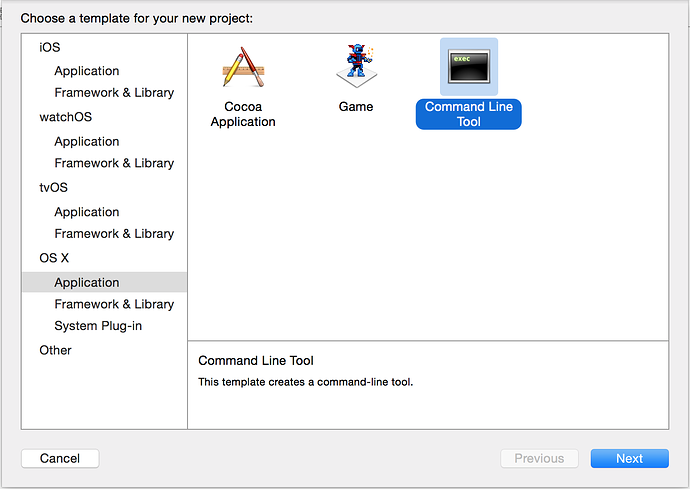 Choose a template for your new project:
iOS
Application
Framework & Library
watchOS
Application
Framework & Library
tvOS
Application
Framework & Library
OS X
Application
Framework & Library
System Plug-in
Other
Cocoa
Application
Game
exec
Command Line
Tool
Command Line Tool
This template creates a command-line tool.
Cancel
Previous
Next